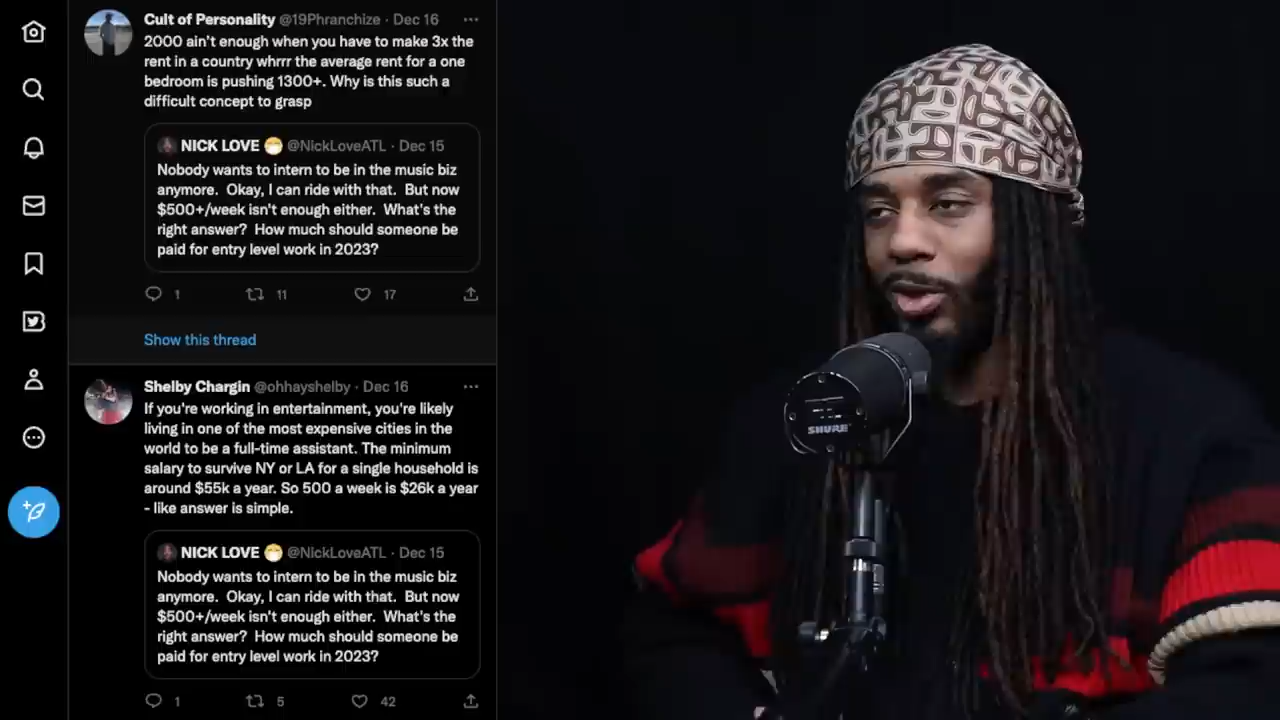 Cult of Personality @19Phranchize · Dec 16
2000 ain't enough when you have to make 3x the
rent in a country whrrr the average rent for a one
bedroom is pushing 1300+. Why is this such a
difficult concept to grasp
NICK LOVE 😷 @NickLoveATL · Dec 15
Nobody wants to intern to be in the music biz
anymore. Okay, I can ride with that. But now
$500+/week isn't enough either. What's the
right answer? How much should someone be
paid for entry level work in 2023?
1 11 17
Show this thread
Shelby Chargin @ohhayshelby · Dec 16
If you're working in entertainment, you're likely
living in one of the most expensive cities in the
world to be a full-time assistant. The minimum
salary to survive NY or LA for a single household is
around $55k a year. So 500 a week is $26k a year
- like answer is simple.
NICK LOVE 😷 @NickLoveATL · Dec 15
Nobody wants to intern to be in the music biz
anymore. Okay, I can ride with that. But now
$500+/week isn't enough either. What's the
right answer? How much should someone be
paid for entry level work in 2023?
1 5 42
SHURE